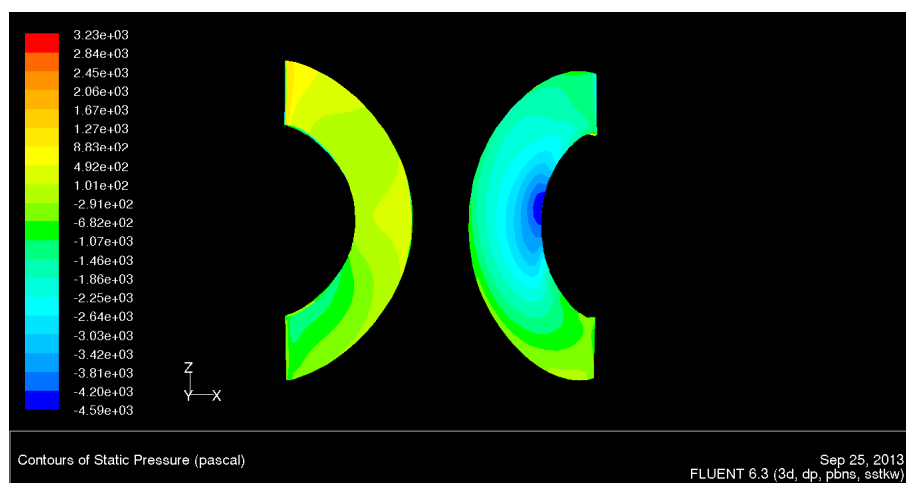 3.23e+03
2.84e+03
2.45e+03
2.06e+03
1.67e+03
1.27e+03
8.83e+02
4.92e+02
1.01e+02
-2.91e+02
-6.82e+02
-1.07e+03
-1.46e+03
-1.86e+03
-2.25e+03
-2.64e+03
-3.03e+03
-3.42e+03
-3.81e+03
-4.20e+03
-4.59e+03
Z
Y X
Contours of Static Pressure (pascal)
Sep 25, 2013
FLUENT 6.3 (3d, dp, pbns, sstkw)